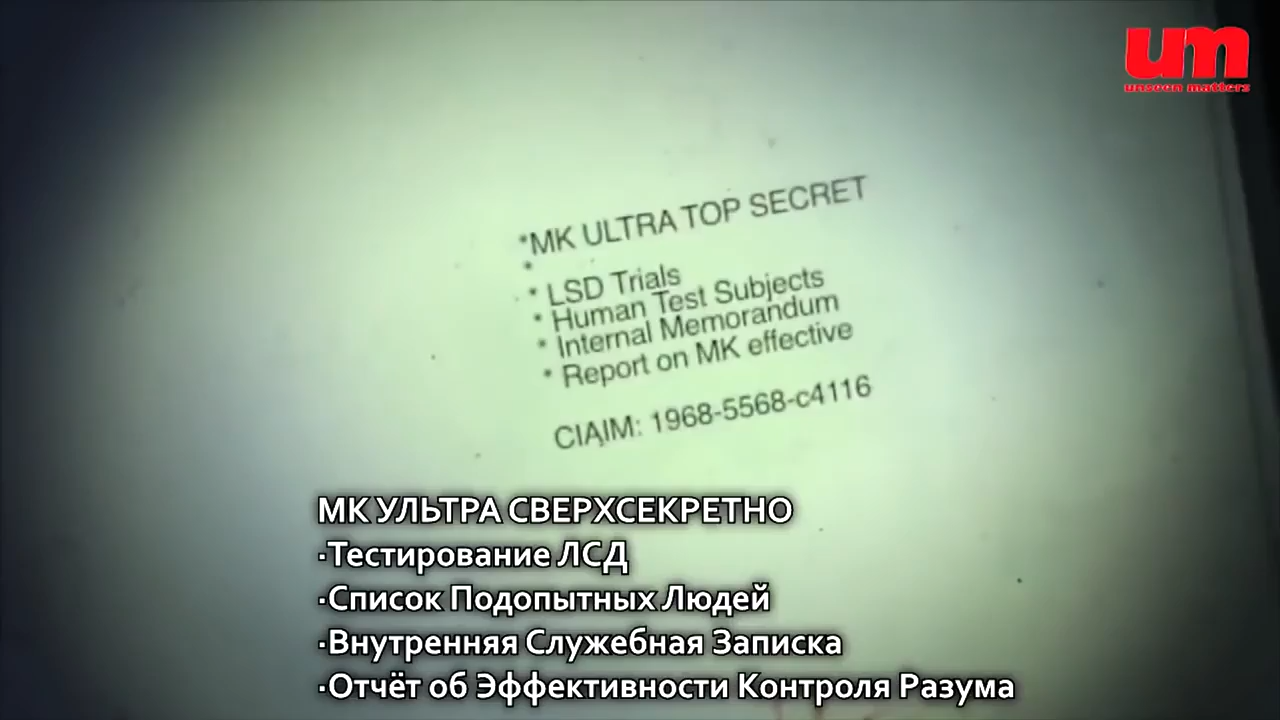 um
unseen matters
*MK ULTRA TOP SECRET
*
* LSD Trials
* Human Test Subjects
* Internal Memorandum
* Report on MK effective
CIAIM: 1968-5568-c4116
МК УЛЬТРА СВЕРХСЕКРЕТНО
·Тестирование ЛСД
·Список Подопытных Людей
·Внутренняя Служебная Записка
·Отчёт об Эффективности Контроля Разума